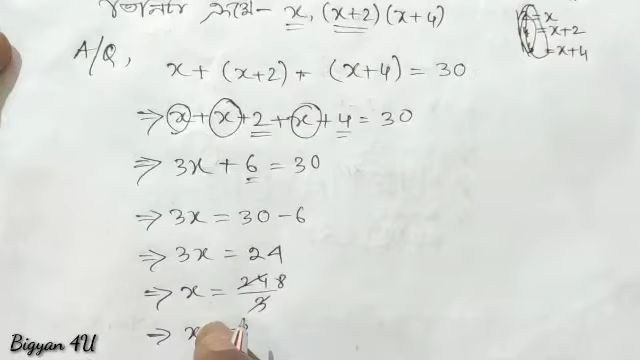 x, (x+2) (x+4)
2 = x
= x+2
= x+4
A/Q,
x + (x+2) + (x+4) = 30
⇒ x + x + 2 + x + 4 = 30
⇒ 3x + 6 = 30
⇒ 3x = 30 - 6
⇒ 3x = 24
⇒ x = 24/3 8
⇒ x
Bigyan 4U